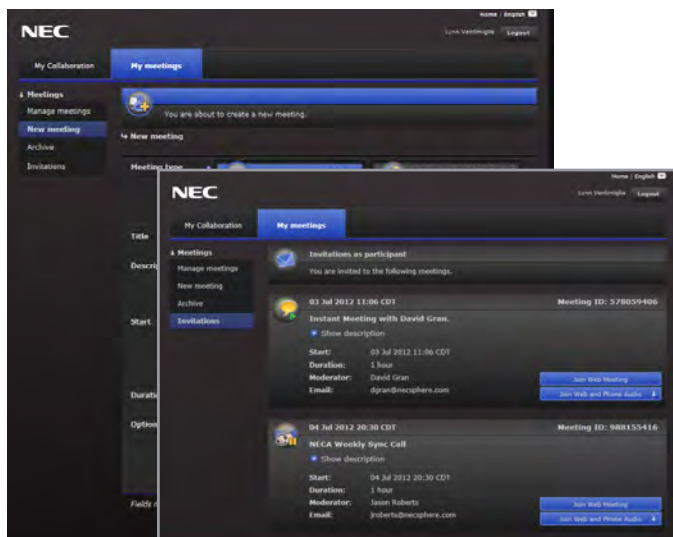 Home | English
NEC
Lynn Ventimiglia Logout
My Collaboration My meetings
Meetings
Manage meetings
New meeting
Archive
Invitations
You are about to create a new meeting.
New meeting
Meeting type
Title
Descri
Start
Durati
Option
Fields
Home | English
NEC
Lynn Ventimiglia Logout
My Collaboration My meetings
Meetings
Manage meetings
New meeting
Archive
Invitations
Invitations as participant
You are invited to the following meetings.
03 Jul 2012 11:06 CDT Meeting ID: 578059406
Instant Meeting with David Gran.
Show description
Start: 03 Jul 2012 11:06 CDT
Duration: 1 hour
Moderator: David Gran
Email: dgran@necsphere.com
Join Web Meeting
Join Web and Phone Audio
04 Jul 2012 20:30 CDT Meeting ID: 988155416
NECA Weekly Sync Call
Show description
Start: 04 Jul 2012 20:30 CDT
Duration: 1 hour
Moderator: Jason Roberts
Email: jroberts@necsphere.com
Join Web Meeting
Join Web and Phone Audio